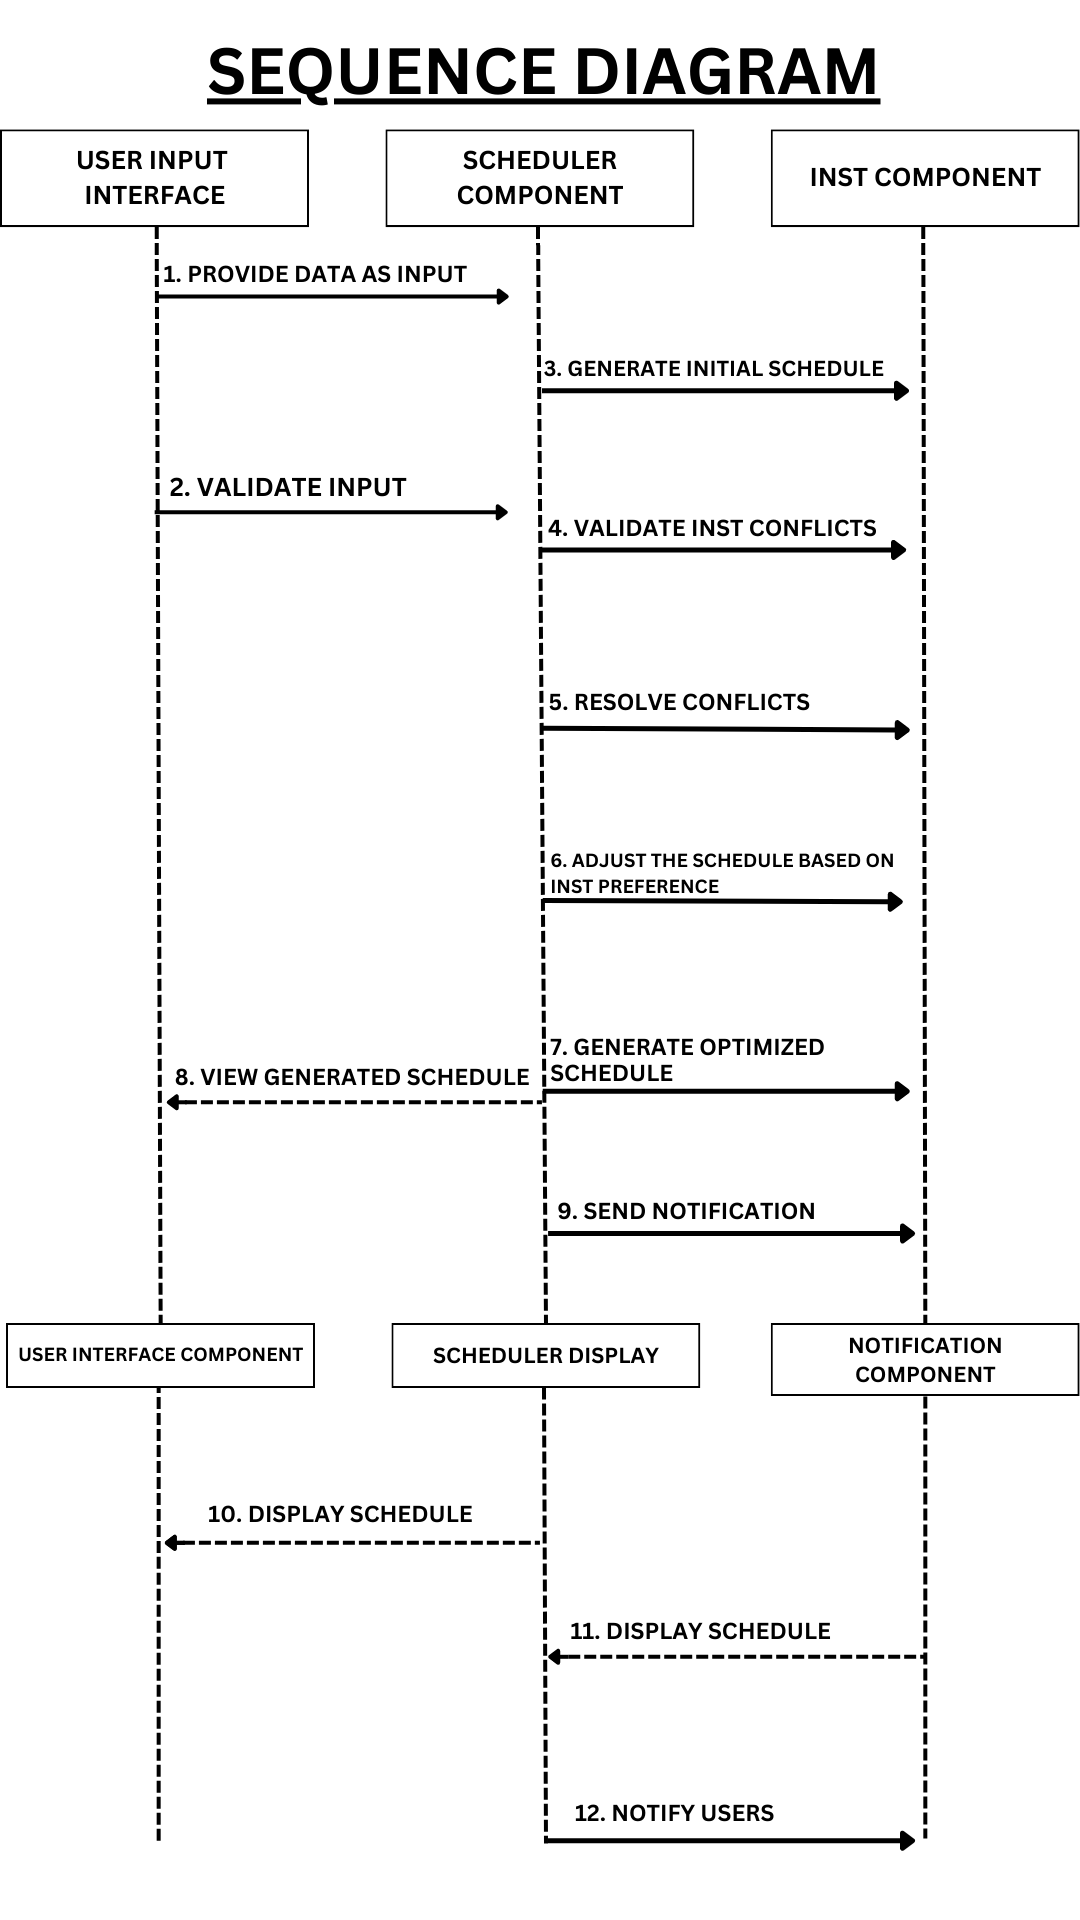 SEQUENCE DIAGRAM
USER INPUT
INTERFACE
SCHEDULER
COMPONENT
INST COMPONENT
1. PROVIDE DATA AS INPUT
3. GENERATE INITIAL SCHEDULE
2. VALIDATE INPUT
4. VALIDATE INST CONFLICTS
5. RESOLVE CONFLICTS
6. ADJUST THE SCHEDULE BASED ON
INST PREFERENCE
7. GENERATE OPTIMIZED
SCHEDULE
8. VIEW GENERATED SCHEDULE
9. SEND NOTIFICATION
USER INTERFACE COMPONENT
SCHEDULER DISPLAY
NOTIFICATION
COMPONENT
10. DISPLAY SCHEDULE
11. DISPLAY SCHEDULE
12. NOTIFY USERS